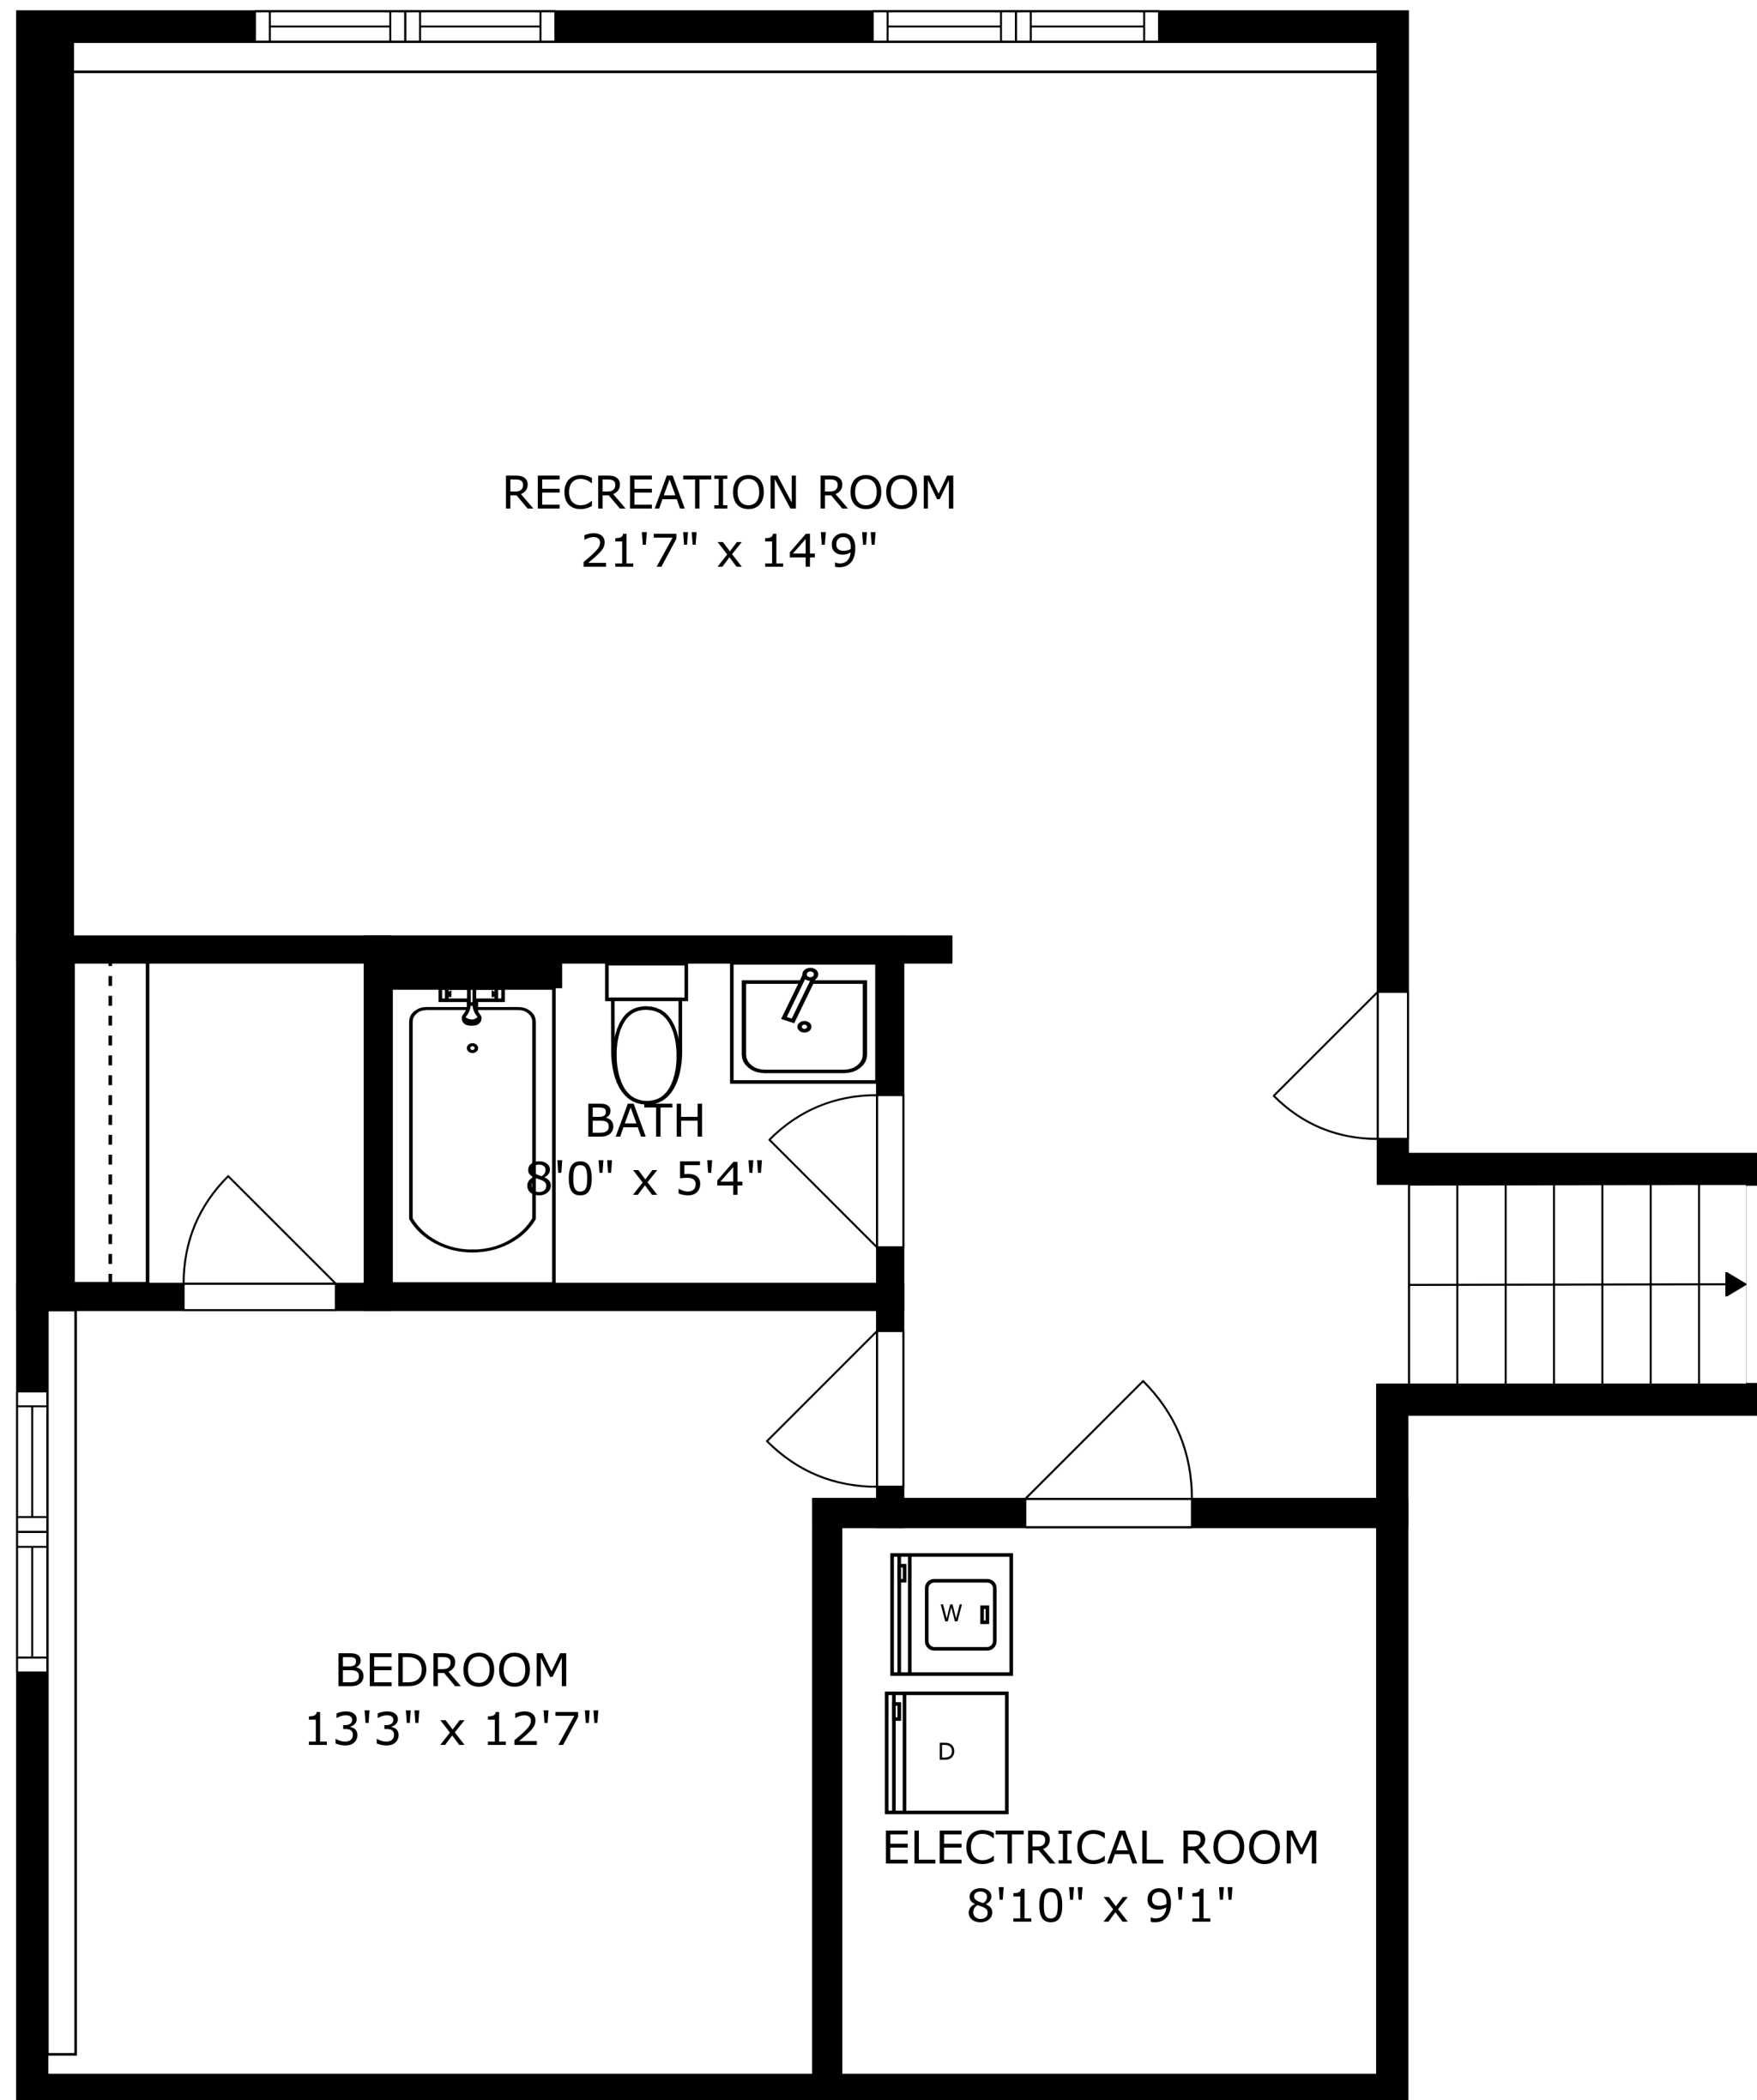 RECREATION ROOM
21'7" x 14'9"
BATH
8'0" x 5'4"
W
BEDROOM
13'3" x 12'7"
D
ELECTRICAL ROOM
8'10" x 9'1"